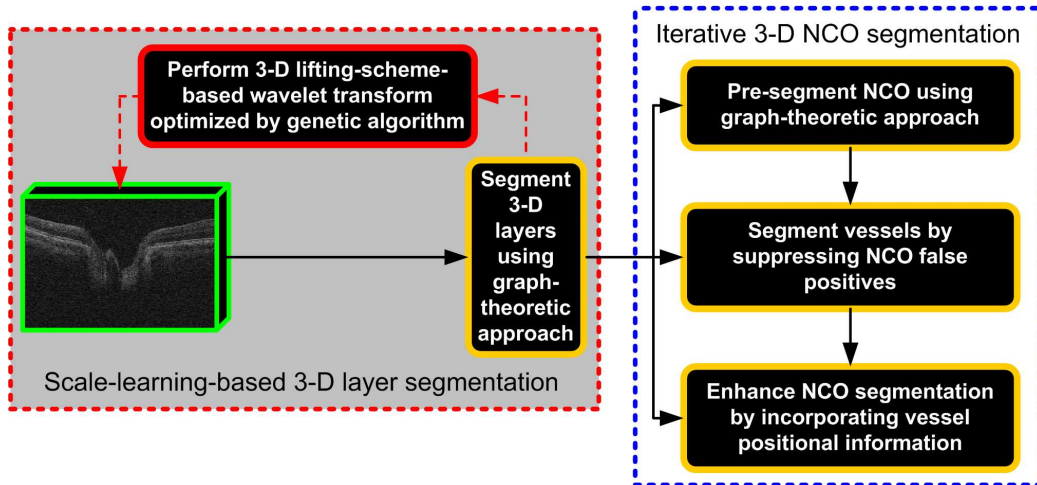 Perform 3-D lifting-scheme-
based wavelet transform
optimized by genetic algorithm
Segment
3-D
layers
using
graph-
theoretic
approach
Scale-learning-based 3-D layer segmentation
Iterative 3-D NCO segmentation
Pre-segment NCO using
graph-theoretic approach
Segment vessels by
suppressing NCO false
positives
Enhance NCO segmentation
by incorporating vessel
positional information